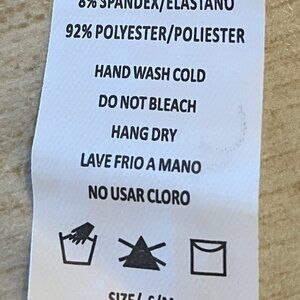 8% SPANDEX/ELASTANO
92% POLYESTER/POLIESTER
HAND WASH COLD
DO NOT BLEACH
HANG DRY
LAVE FRIO A MANO
NO USAR CLORO